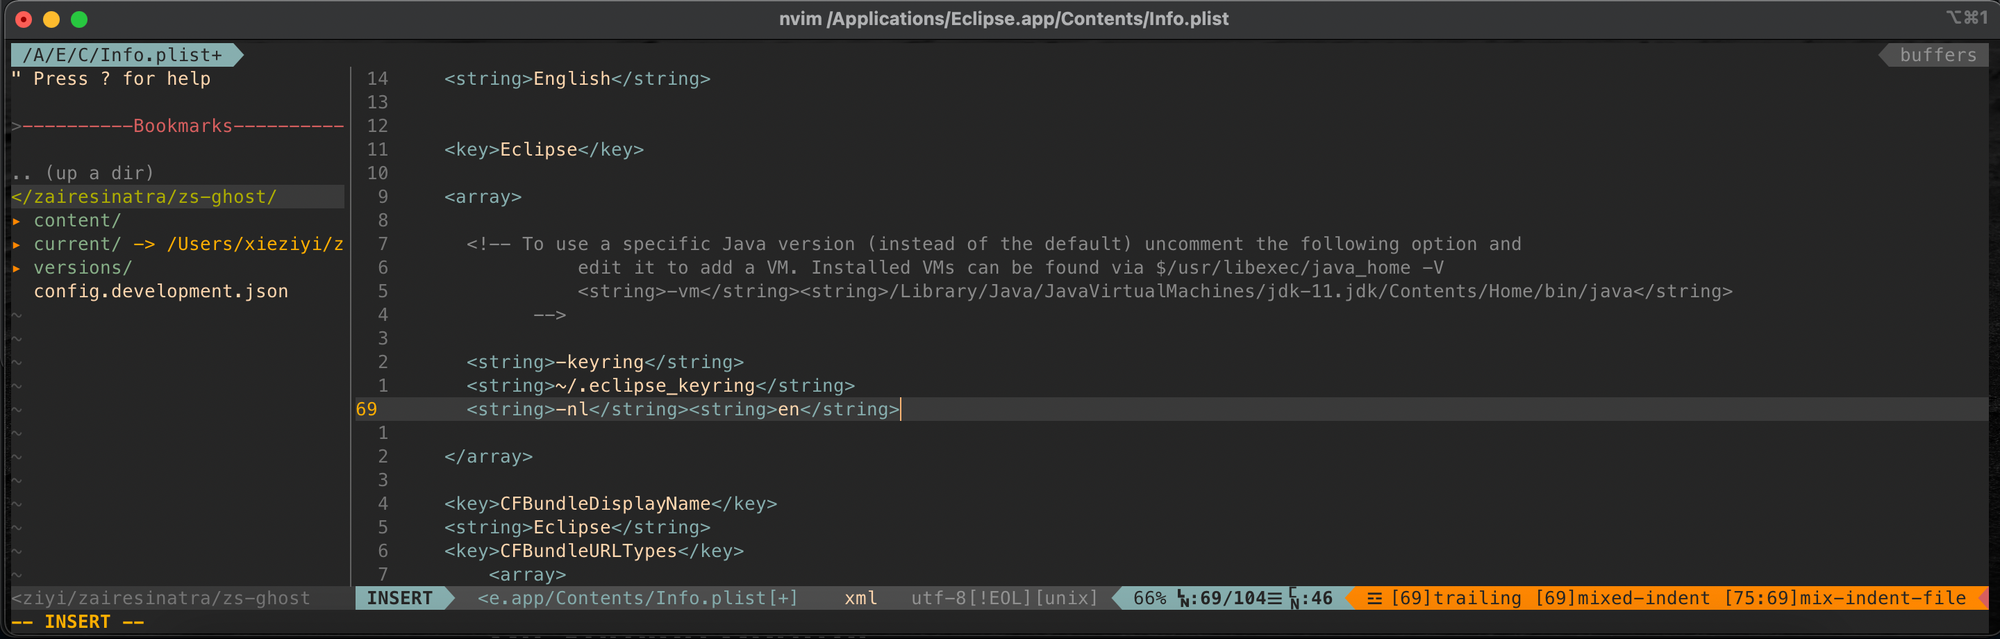 nvim /Applications/Eclipse.app/Contents/Info.plist
⌥⌘1
/A/E/C/Info.plist+
buffers
" Press ? for help
>----------Bookmarks----------
.. (up a dir)
</zairesinatra/zs-ghost/
▸ content/
▸ current/ -> /Users/xieziyi/z
▸ versions/
config.development.json
~
~
~
~
~
~
~
~
~
~
~
~
14 <string>English</string>
13
12
11 <key>Eclipse</key>
10
9 <array>
8
7 <!-- To use a specific Java version (instead of the default) uncomment the following option and
6 edit it to add a VM. Installed VMs can be found via $/usr/libexec/java_home -V
5 <string>-vm</string><string>/Library/Java/JavaVirtualMachines/jdk-11.jdk/Contents/Home/bin/java</string>
4 -->
3
2 <string>-keyring</string>
1 <string>~/.eclipse_keyring</string>
69 <string>-nl</string><string>en</string>
1
2 </array>
3
4 <key>CFBundleDisplayName</key>
5 <string>Eclipse</string>
6 <key>CFBundleURLTypes</key>
7 <array>
<ziyi/zairesinatra/zs-ghost
INSERT <e.app/Contents/Info.plist[+] xml utf-8[!EOL][unix] 66% ㏑:69/104☰ ℅:46 ☲ [69]trailing [69]mixed-indent [75:69]mix-indent-file
-- INSERT --